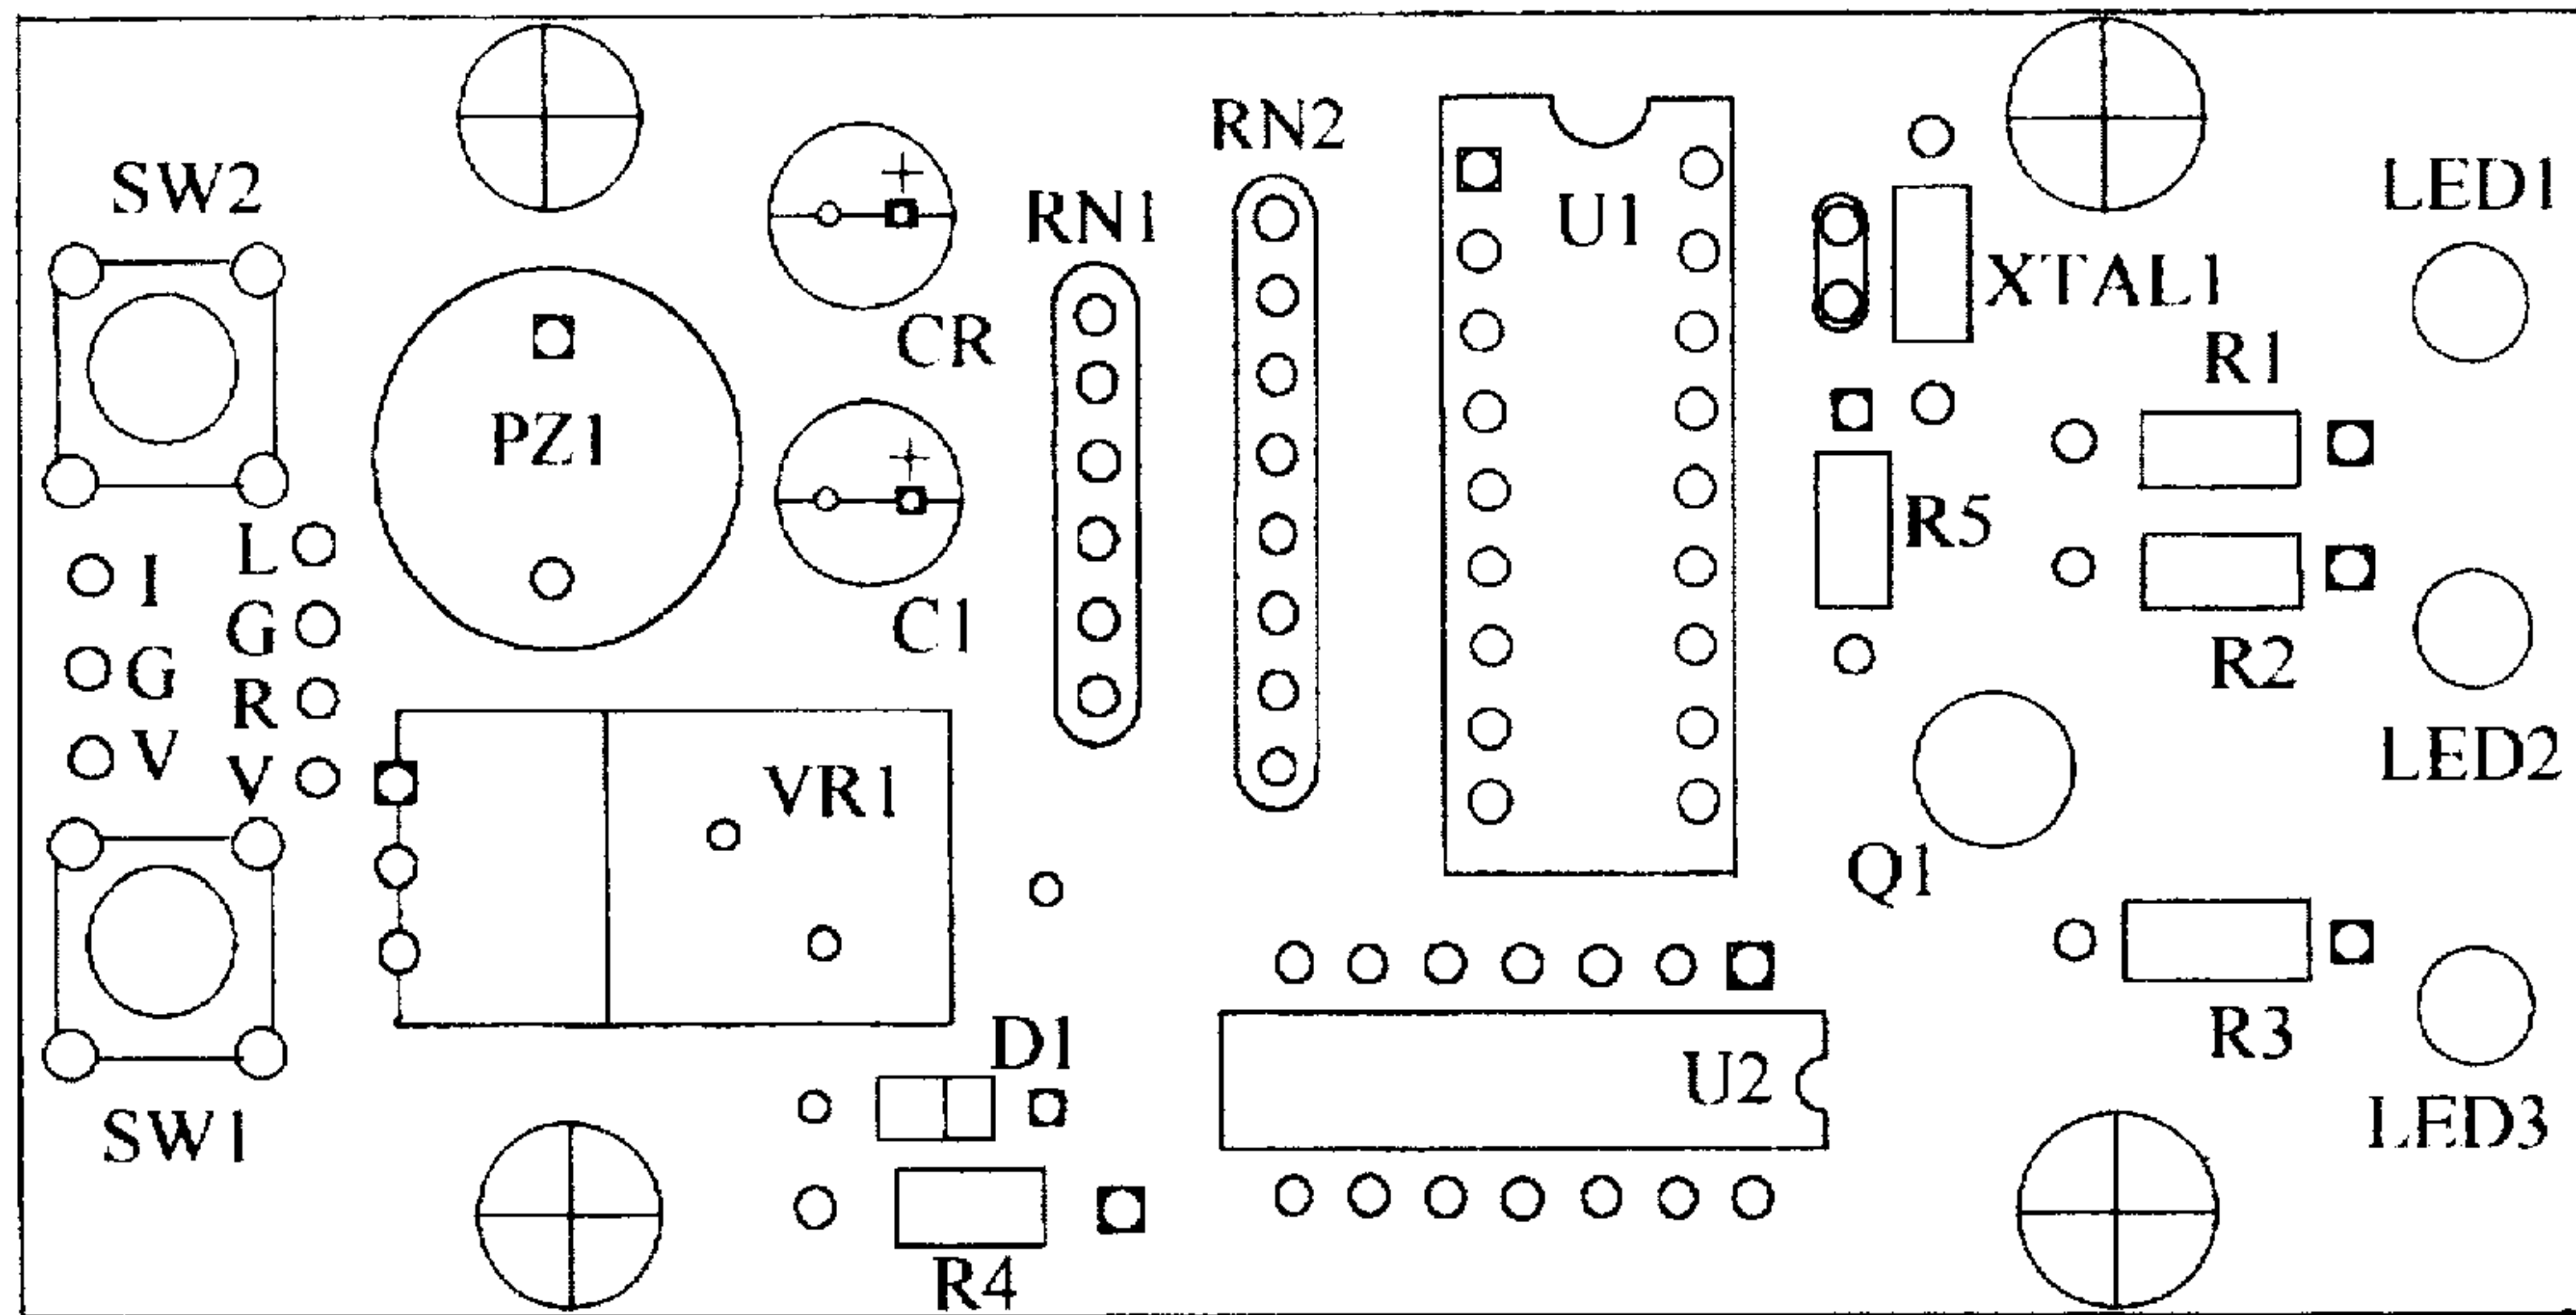 SW2
RN2
RN1
U1
LED1
XTAL1
CR
R1
PZ1
R5
L
I
G
C1
R2
G
R
V
V
VR1
LED2
Q1
D1
R3
U2
SW1
LED3
R4